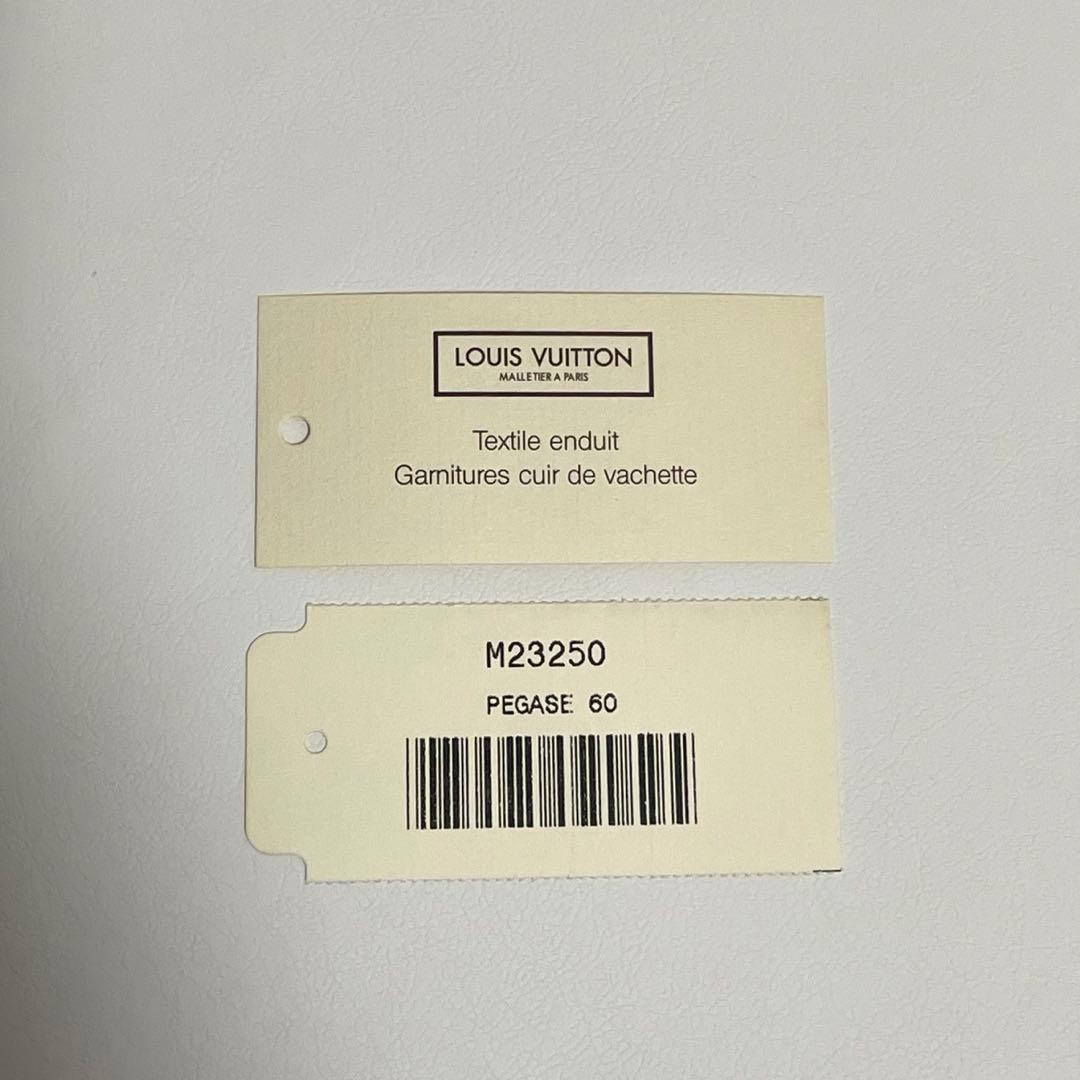 LOUIS VUITTON
MALLETIER A PARIS
Textile enduit
Garnitures cuir de vachette
M23250
PEGASE 60